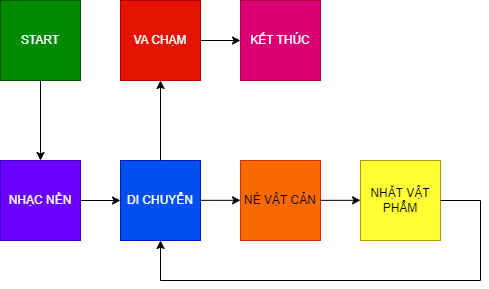 START
VA CHẠM
KẾT THÚC
NHẠC NỀN
DI CHUYỂN
NÉ VẬT CẢN
NHẶT VẬT
PHẨM